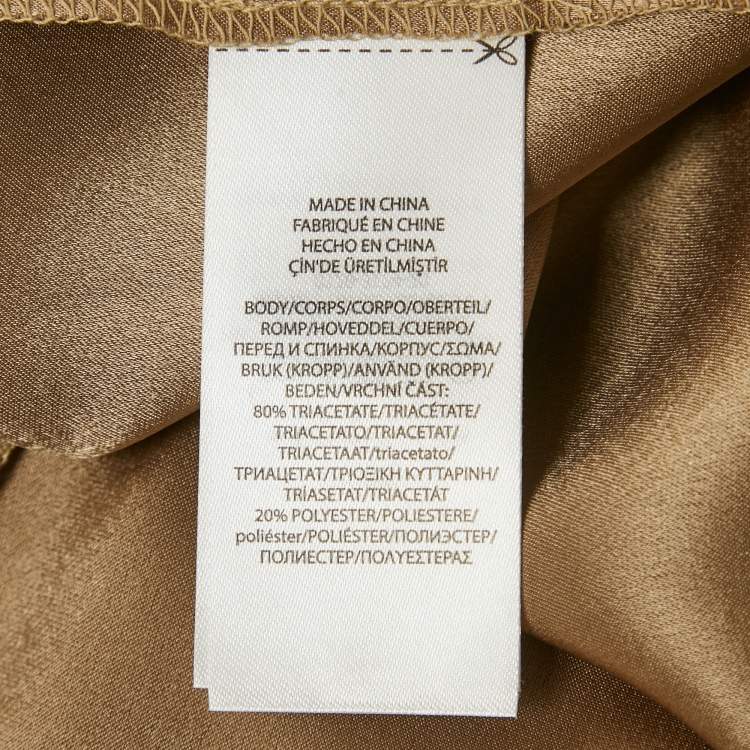 MADE IN CHINA
FABRIQUÉ EN CHINE
HECHO EN CHINA
ÇİN'DE ÜRETİLMİŞTİR
BODY/CORPS/CORPO/OBERTEIL/
ROMP/HOVEDDEL/CUERPO/
ПЕРЕД И СПИНКА/КОРПУС/ΣΩΜΑ/
BRUK (KROPP)/ANVÄND (KROPP)/
BEDEN/VRCHNÍ ČÁST:
80% TRIACETATE/TRIACÉTATE/
TRIACETATO/TRIACETAT/
TRIACETAAT/triacetato/
ТРИАЦЕТАТ/ΤΡΙΟΞΙΚΗ ΚΥΤΤΑΡΙΝΗ/
TRÍASETAT/TRIACETÁT
20% POLYESTER/POLIESTERE/
poliéster/POLIÉSTER/ПОЛИЭСТЕР/
ПОЛИЕСТЕР/ΠΟΛΥΕΣΤΕΡΑΣ